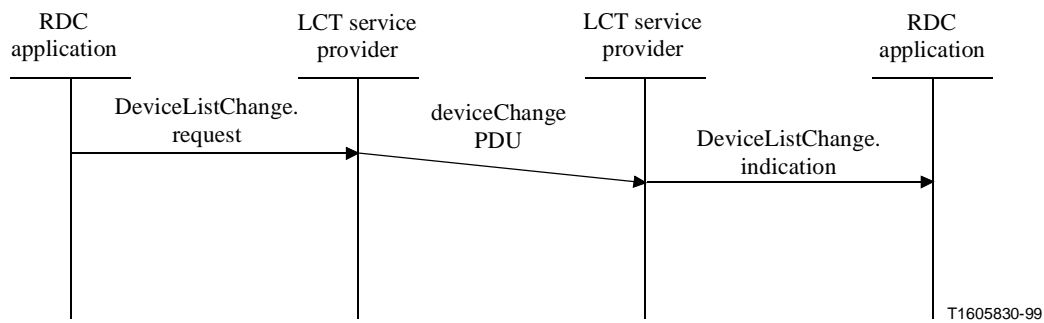 RDC
application
LCT service
provider
LCT service
provider
RDC
application
DeviceListChange.
request
deviceChange
PDU
DeviceListChange.
indication
T1605830-99